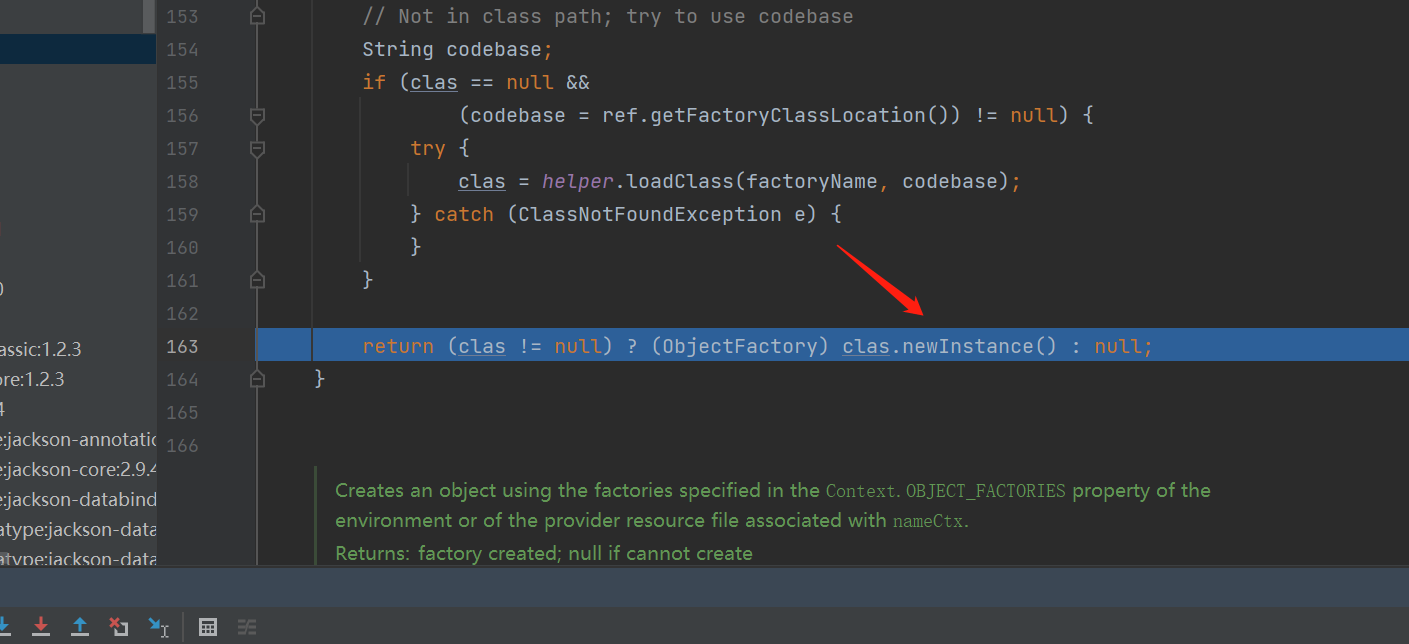 153 // Not in class path; try to use codebase
154 String codebase;
155 if (clas == null &&
156 (codebase = ref.getFactoryClassLocation()) != null) {
157 try {
158 clas = helper.loadClass(factoryName, codebase);
159 } catch (ClassNotFoundException e) {
160 }
161 }
162
163 return (clas != null) ? (ObjectFactory) clas.newInstance() : null;
164 }
165
166
Creates an object using the factories specified in the Context.OBJECT_FACTORIES property of the
environment or of the provider resource file associated with nameCtx.
Returns: factory created; null if cannot create
assic:1.2.3
ore:1.2.3
4
e:jackson-annotatio
e:jackson-core:2.9.4
e:jackson-databind
atype:jackson-data
atype:jackson-data